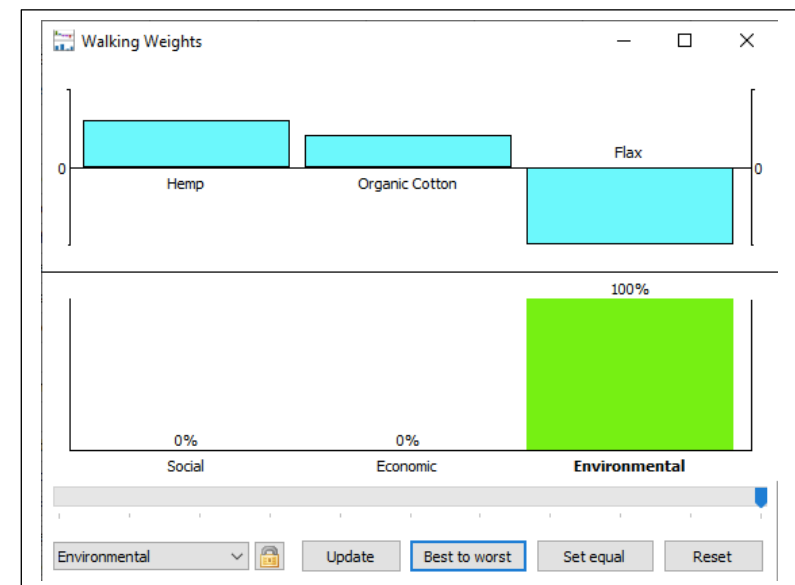 Walking Weights
Flax
0 0
Hemp Organic Cotton
100%
0% 0%
Social Economic Environmental
Environmental Update Best to worst Set equal Reset